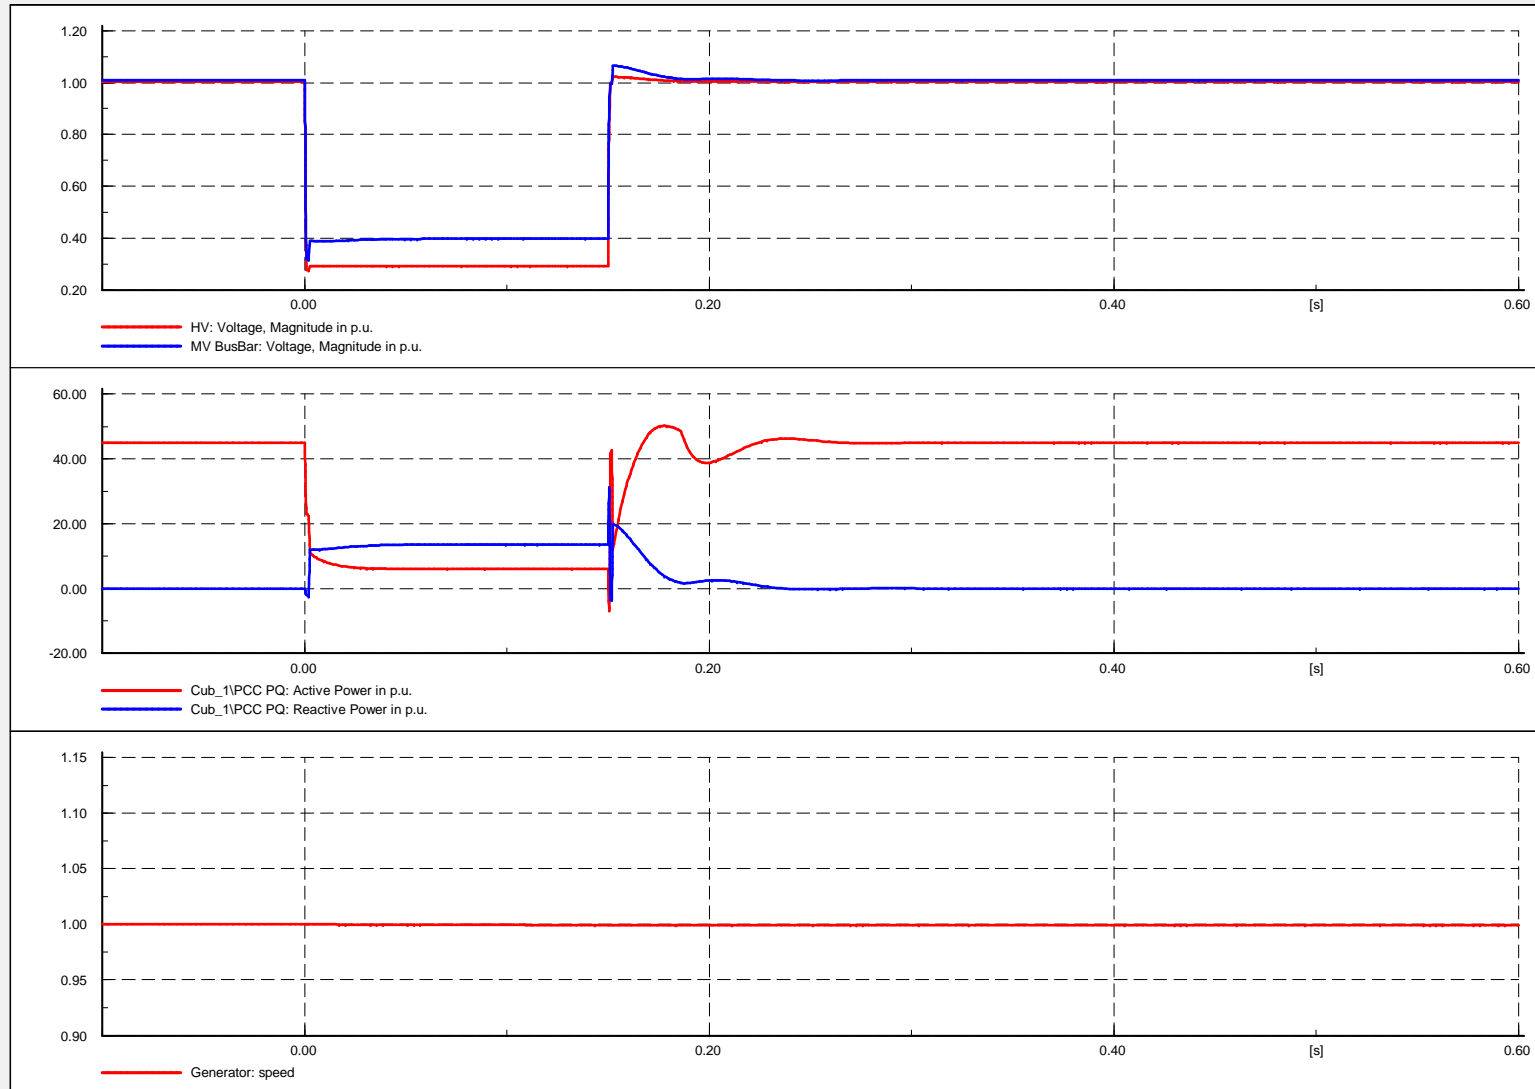 1.20
1.00
0.80
0.60
0.40
0.20
0.00 0.20 0.40 [s] 0.60
HV: Voltage, Magnitude in p.u.
MV BusBar: Voltage, Magnitude in p.u.
60.00
40.00
20.00
0.00
-20.00
0.00 0.20 0.40 [s] 0.60
Cub_1\PCC PQ: Active Power in p.u.
Cub_1\PCC PQ: Reactive Power in p.u.
1.15
1.10
1.05
1.00
0.95
0.90
0.00 0.20 0.40 [s] 0.60
Generator: speed